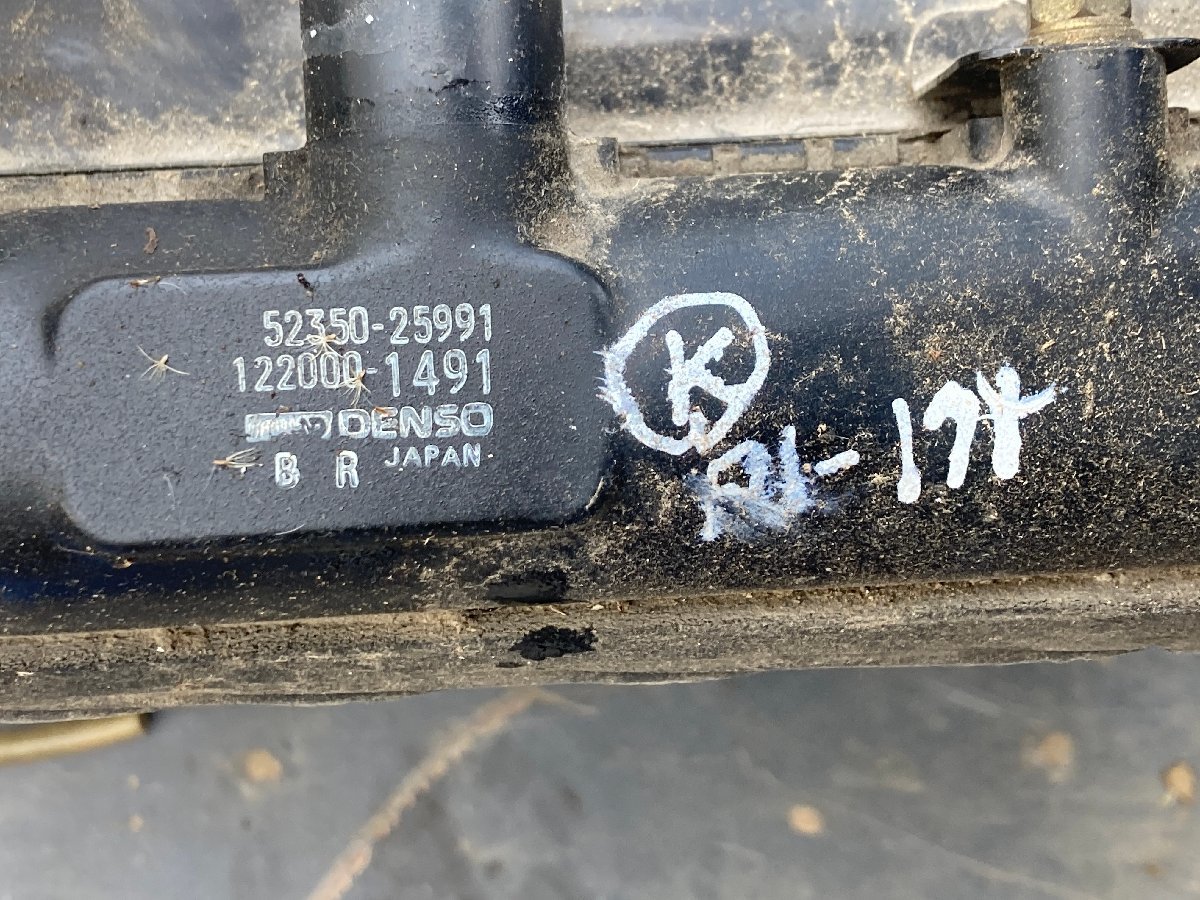 52350-25991
122000-1491
DENSO
B R JAPAN
K